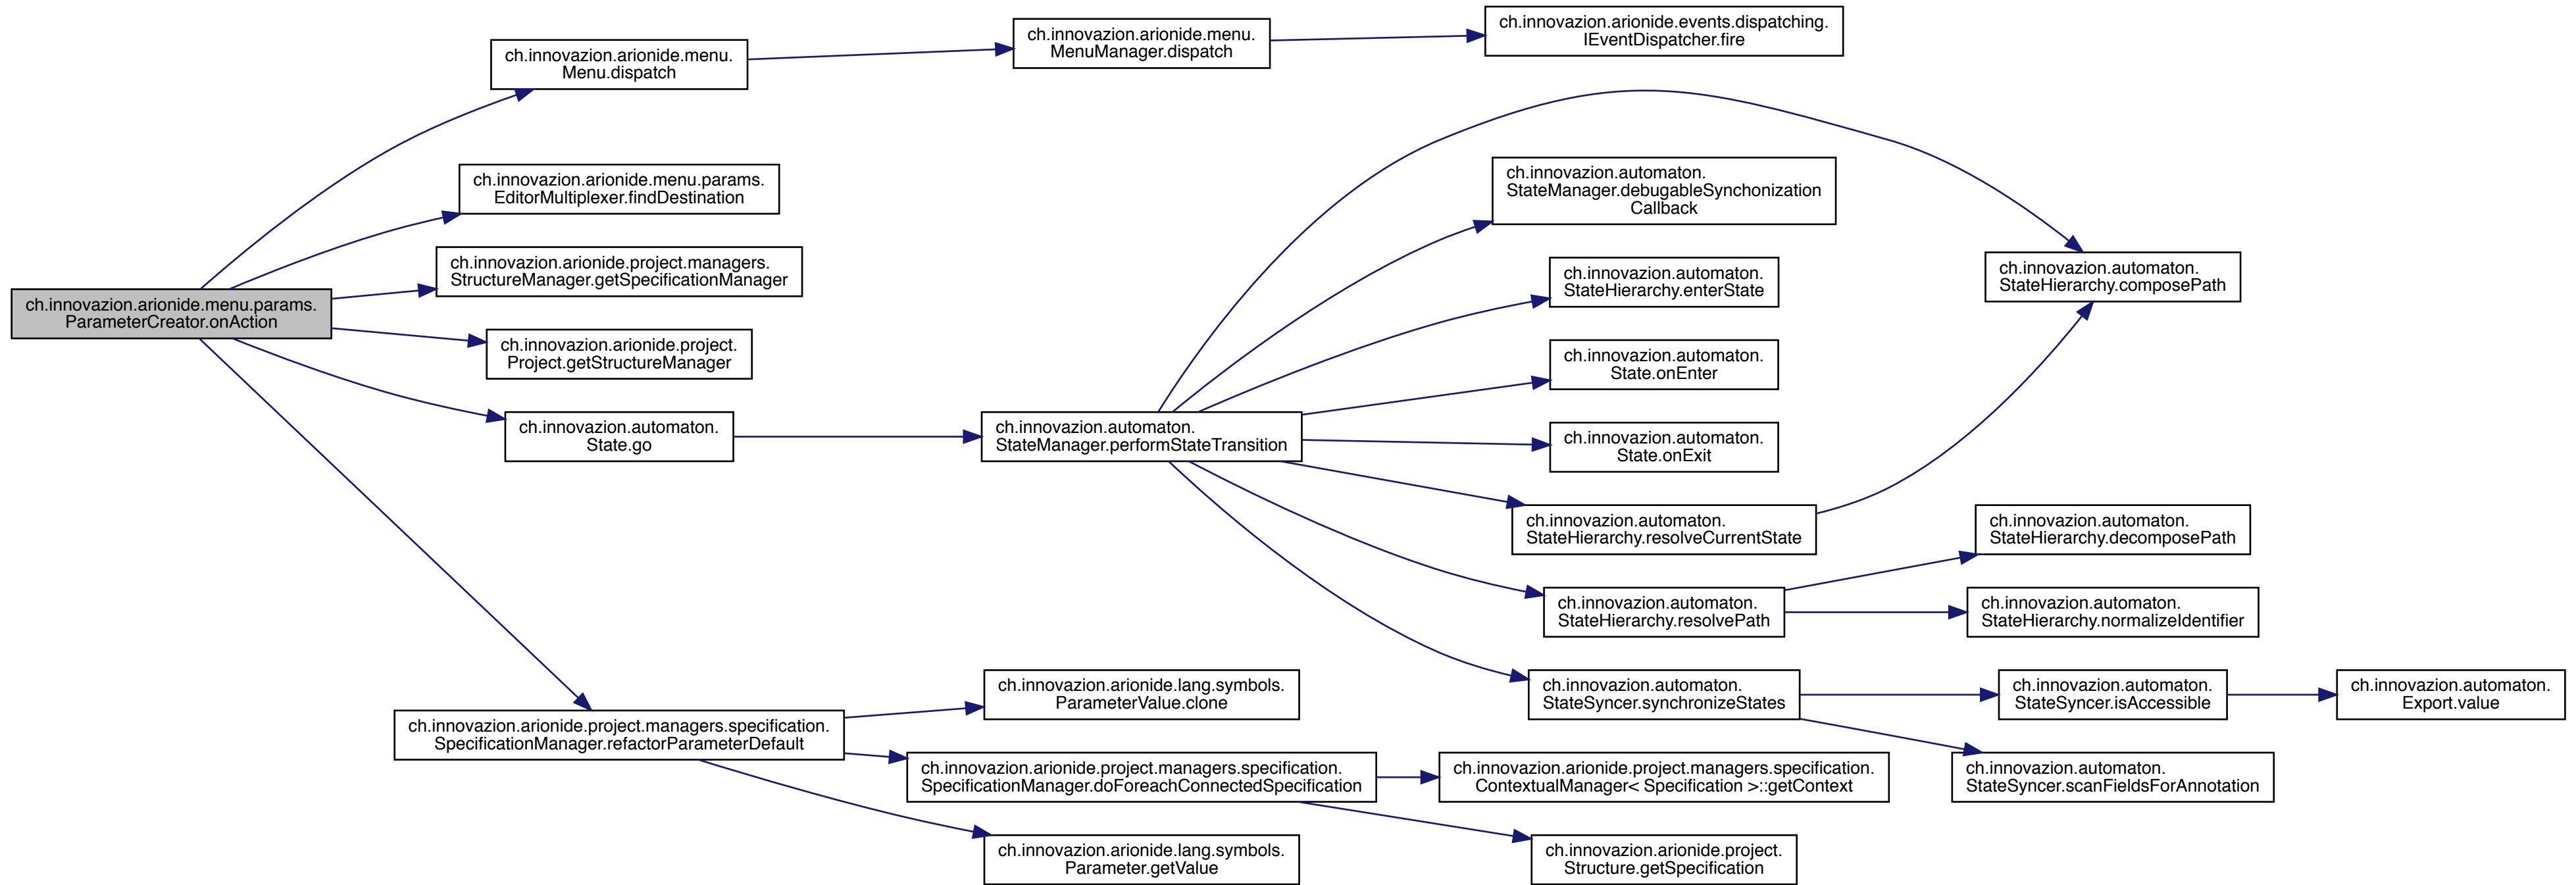 ch.innovazion.arionide.menu.params.
ParameterCreator.onAction
ch.innovazion.arionide.menu.
Menu.dispatch
ch.innovazion.arionide.menu.
MenuManager.dispatch
ch.innovazion.arionide.events.dispatching.
IEventDispatcher.fire
ch.innovazion.arionide.menu.params.
EditorMultiplexer.findDestination
ch.innovazion.arionide.project.managers.
StructureManager.getSpecificationManager
ch.innovazion.arionide.project.
Project.getStructureManager
ch.innovazion.automaton.
State.go
ch.innovazion.automaton.
StateManager.performStateTransition
ch.innovazion.automaton.
StateManager.debugableSynchonization
Callback
ch.innovazion.automaton.
StateHierarchy.enterState
ch.innovazion.automaton.
State.onEnter
ch.innovazion.automaton.
State.onExit
ch.innovazion.automaton.
StateHierarchy.resolveCurrentState
ch.innovazion.automaton.
StateHierarchy.composePath
ch.innovazion.automaton.
StateHierarchy.resolvePath
ch.innovazion.automaton.
StateHierarchy.decomposePath
ch.innovazion.automaton.
StateHierarchy.normalizeIdentifier
ch.innovazion.automaton.
StateSyncer.synchronizeStates
ch.innovazion.automaton.
StateSyncer.isAccessible
ch.innovazion.automaton.
Export.value
ch.innovazion.automaton.
StateSyncer.scanFieldsForAnnotation
ch.innovazion.arionide.project.managers.specification.
SpecificationManager.refactorParameterDefault
ch.innovazion.arionide.lang.symbols.
ParameterValue.clone
ch.innovazion.arionide.project.managers.specification.
SpecificationManager.doForeachConnectedSpecification
ch.innovazion.arionide.project.managers.specification.
ContextualManager< Specification >::getContext
ch.innovazion.arionide.project.
Structure.getSpecification
ch.innovazion.arionide.lang.symbols.
Parameter.getValue